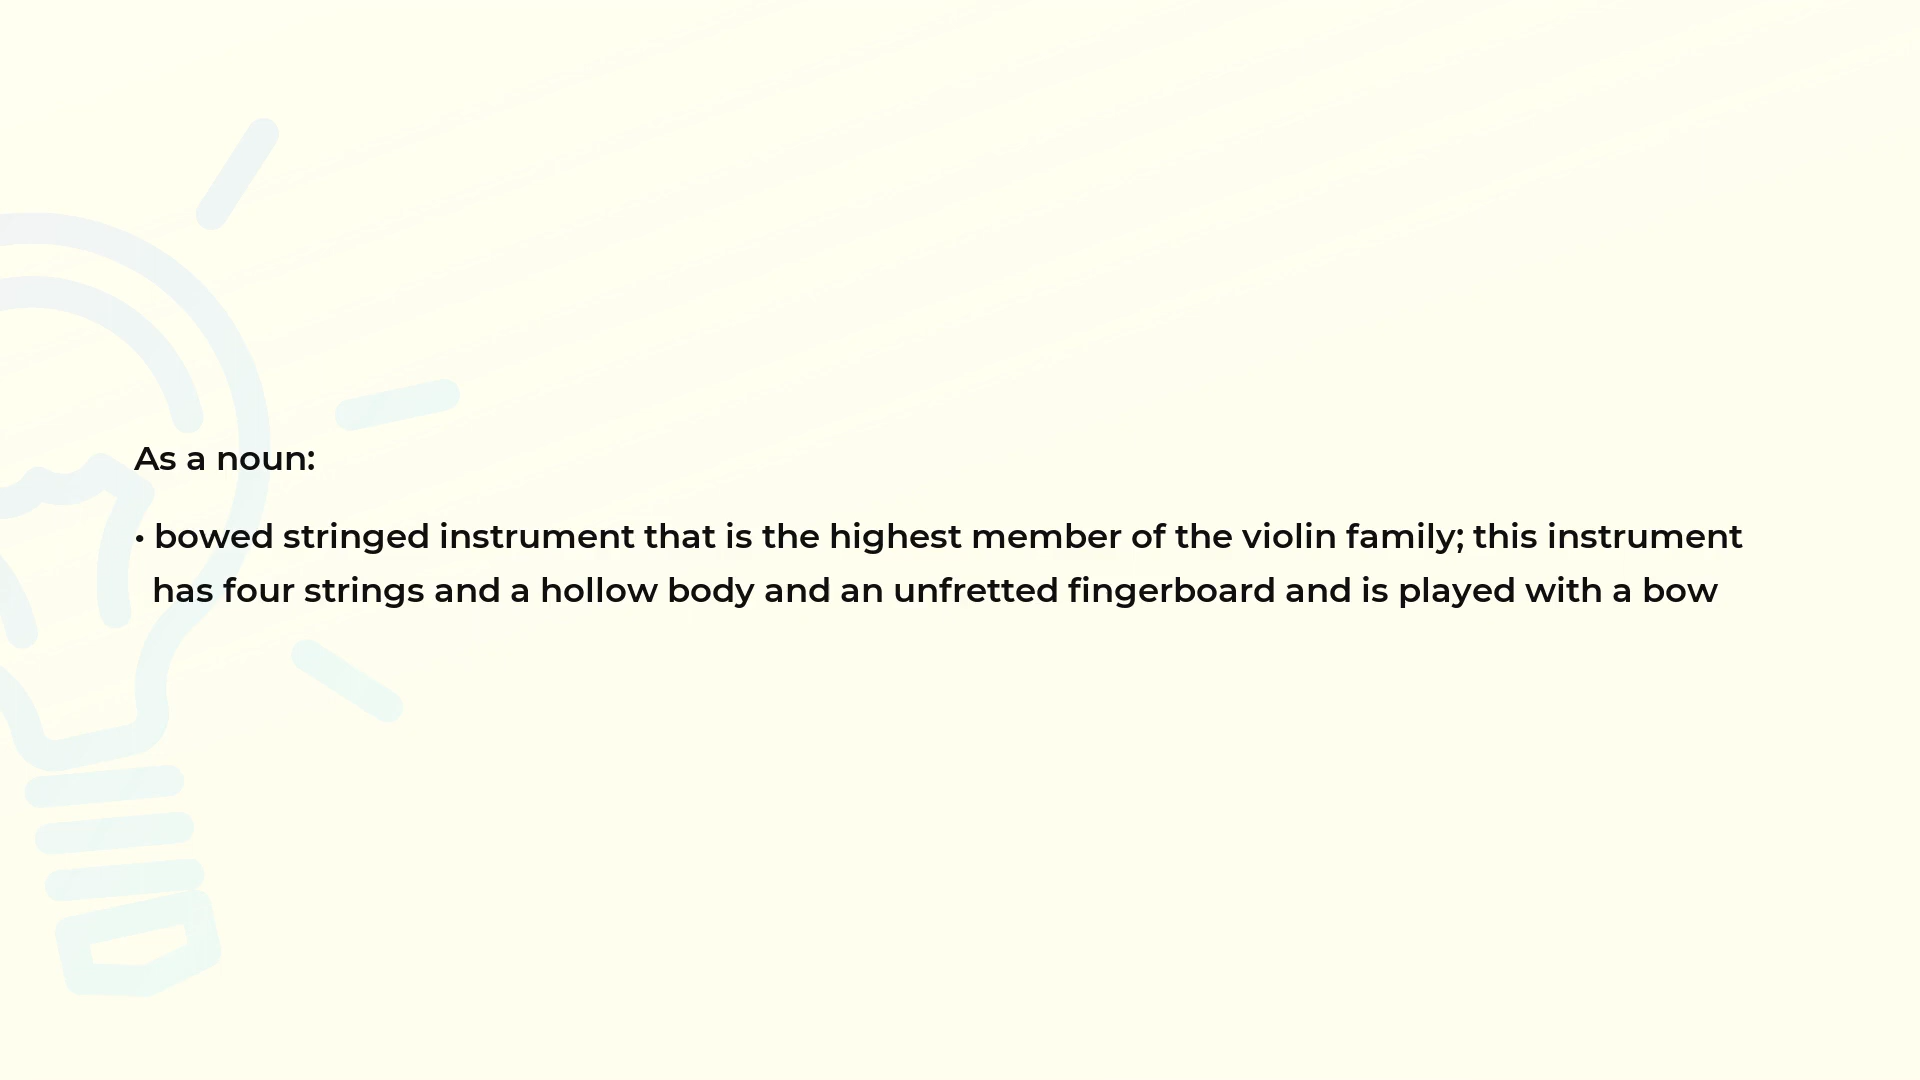 As a noun:
• bowed stringed instrument that is the highest member of the violin family; this instrument
has four strings and a hollow body and an unfretted fingerboard and is played with a bow